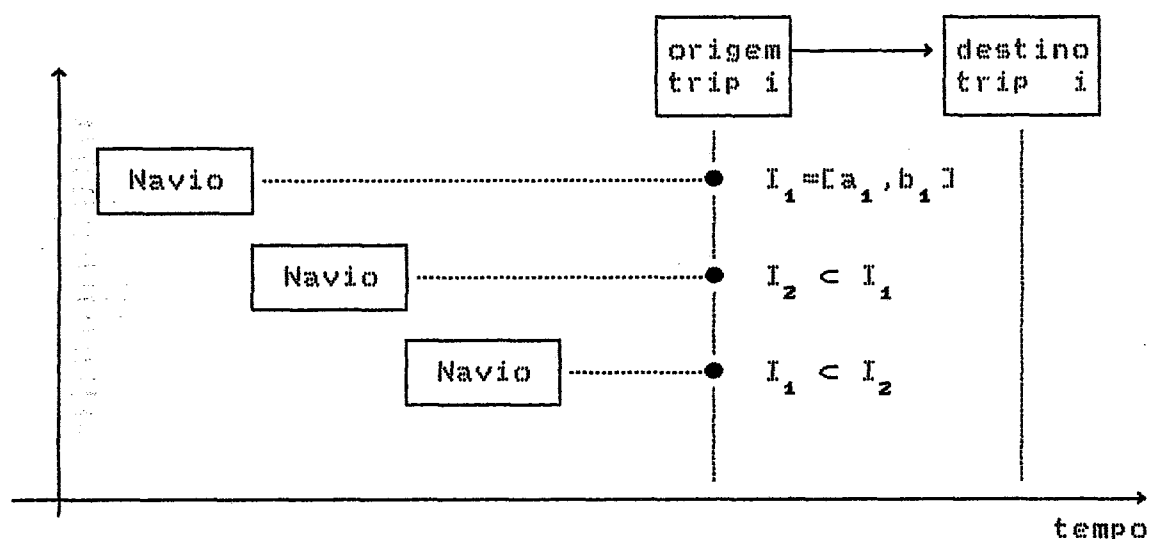 origem
trip i
destino
trip i
Navio
I₁=[a₁,b₁]
Navio
I₂ ⊂ I₁
Navio
I₁ ⊂ I₂
tempo